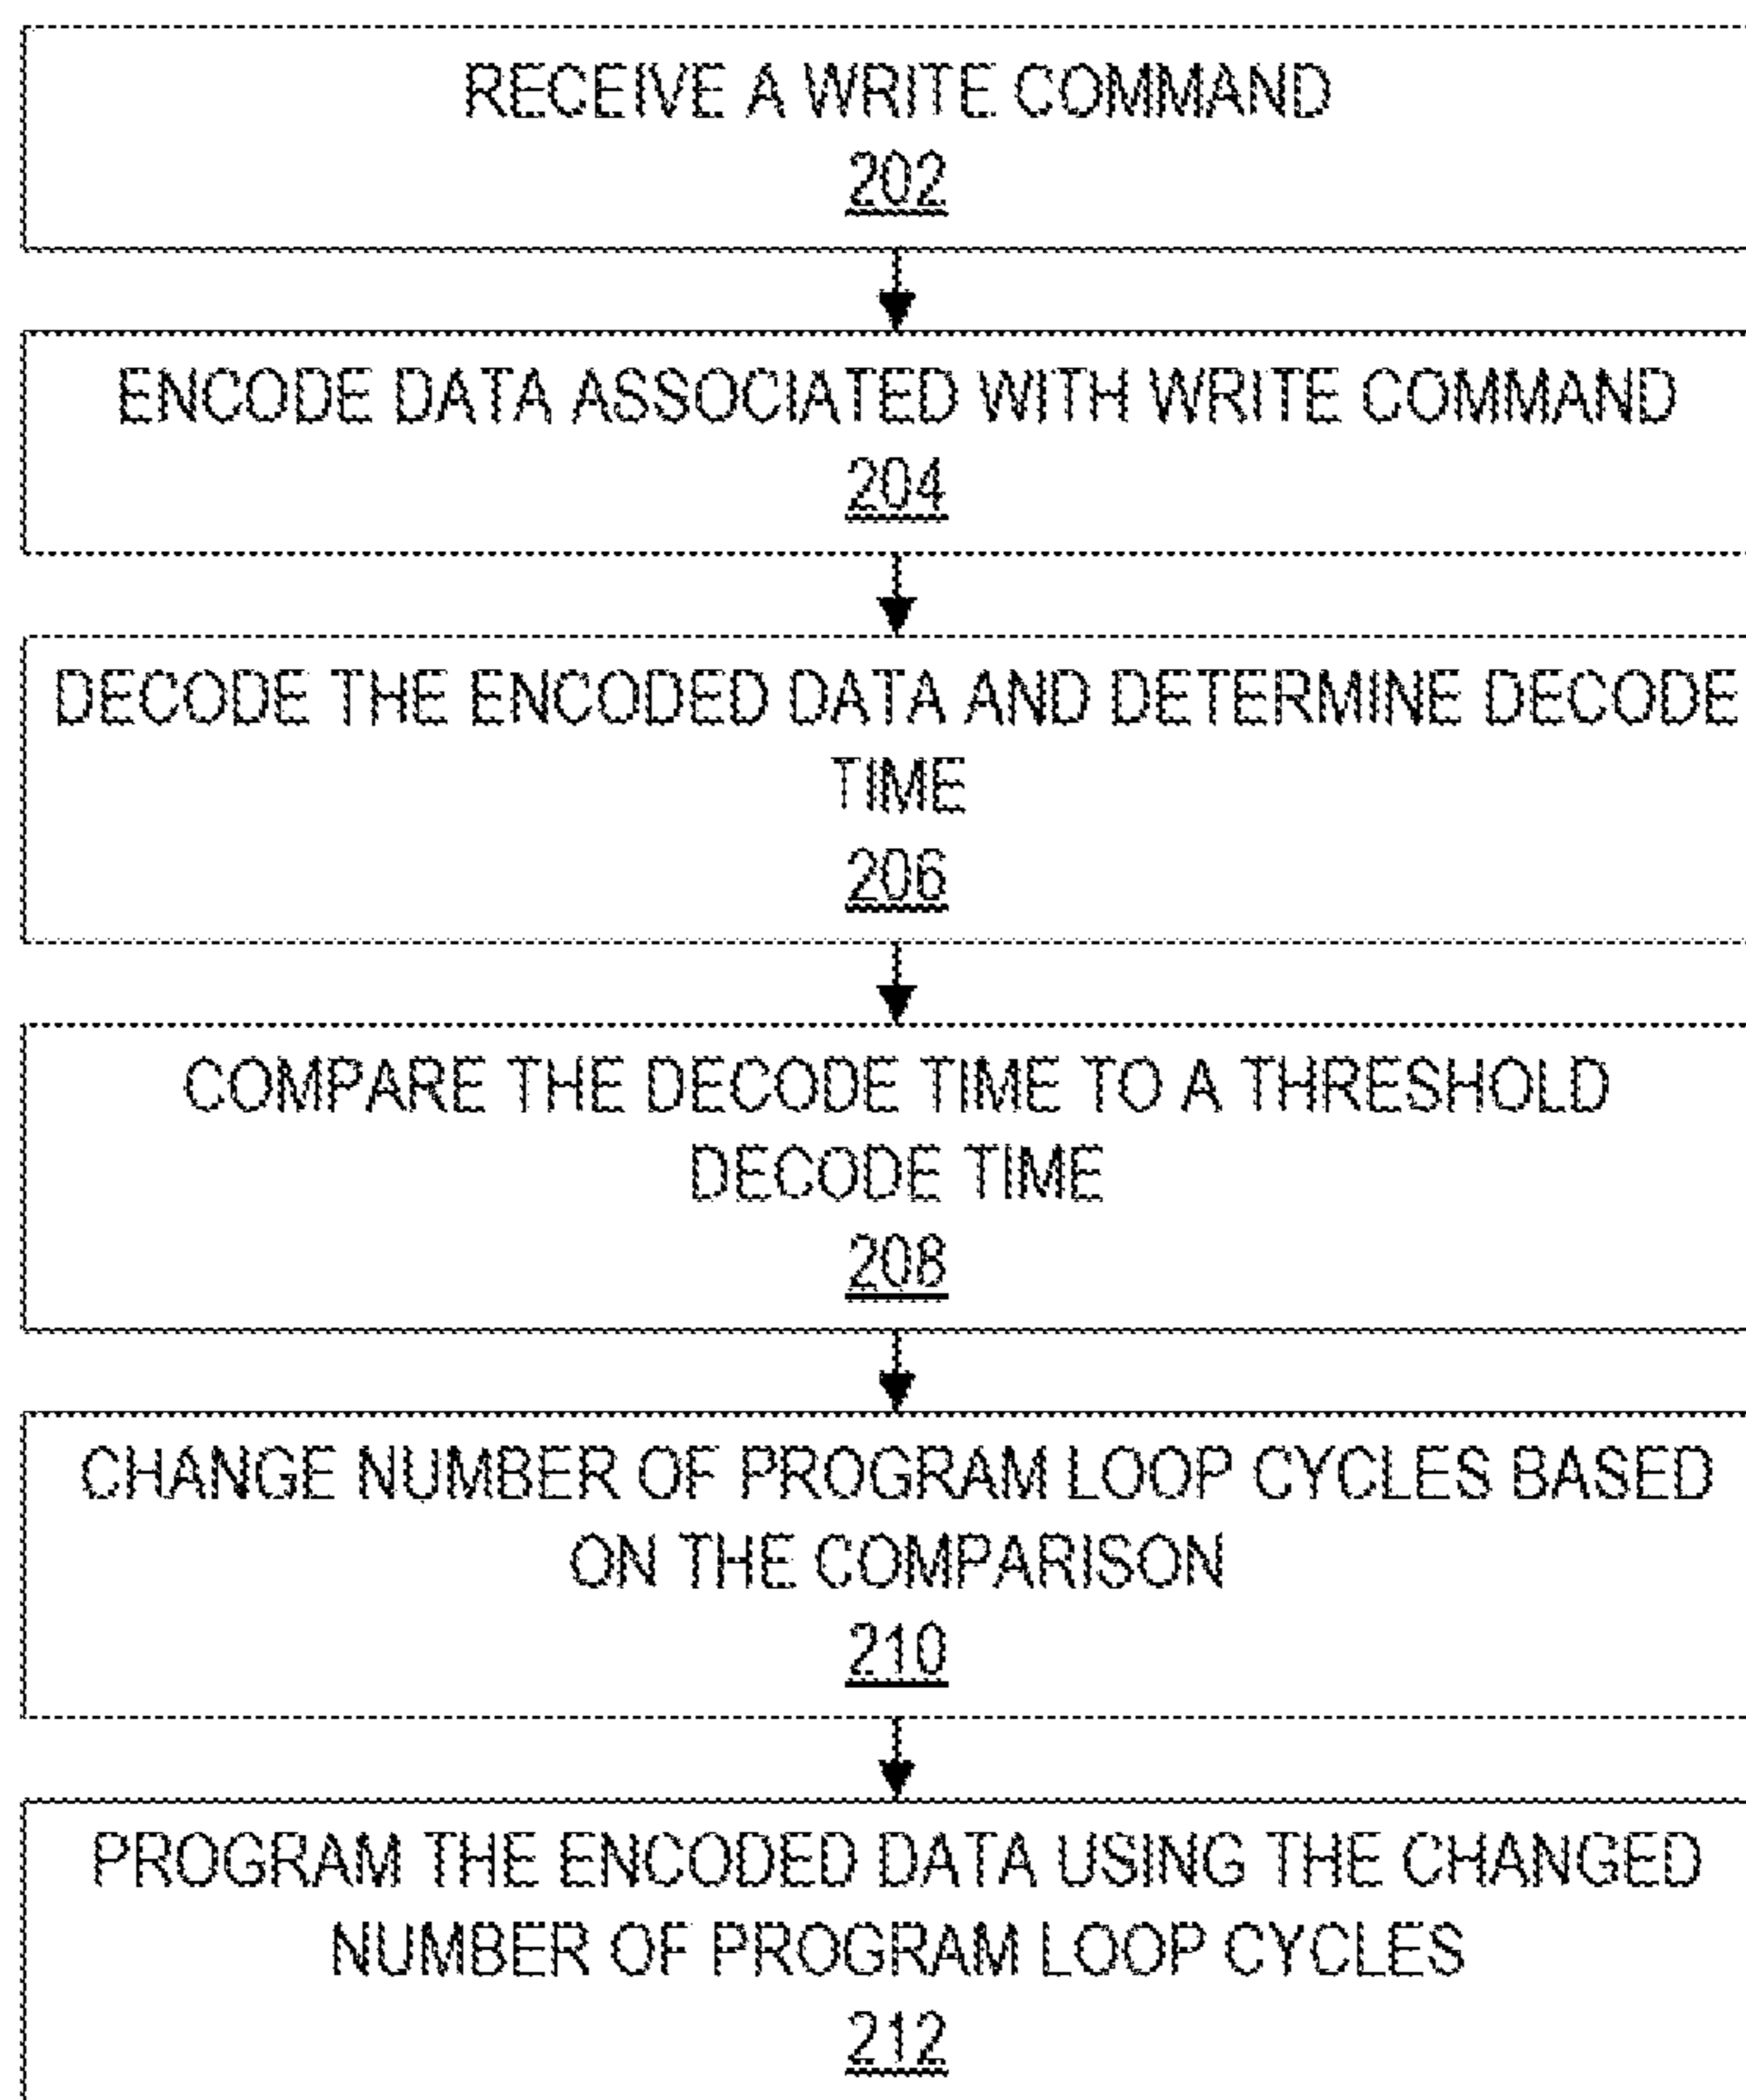 RECEIVE A WRITE COMMAND
202
ENCODE DATA ASSOCIATED WITH WRITE COMMAND
204
DECODE THE ENCODED DATA AND DETERMINE DECODE
TIME
206
COMPARE THE DECODE TIME TO A THRESHOLD
DECODE TIME
208
CHANGE NUMBER OF PROGRAM LOOP CYCLES BASED
ON THE COMPARISON
210
PROGRAM THE ENCODED DATA USING THE CHANGED
NUMBER OF PROGRAM LOOP CYCLES
212